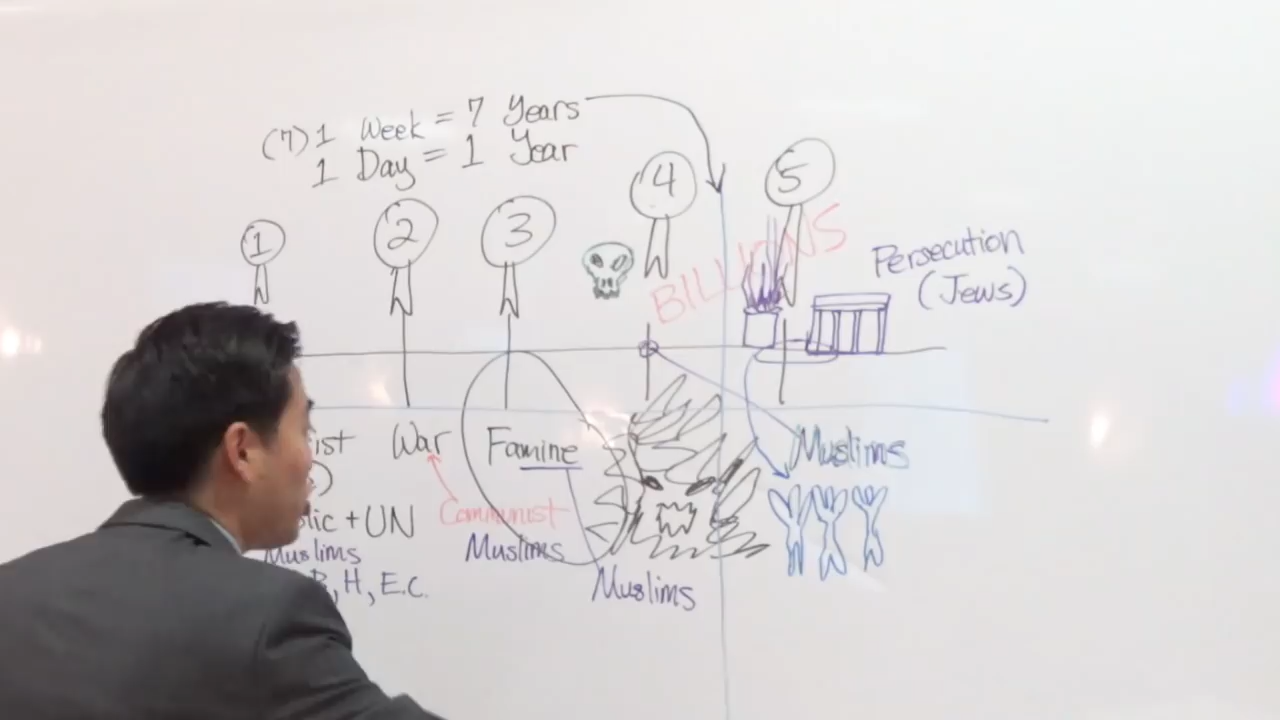 (7) 1 Week = 7 Years
1 Day = 1 Year
1
2
3
4
5
BILLIONS
Persecution
(Jews)
ist War Famine Muslims
)
lic + UN Communist
Muslims Muslims
Muslims
, H, E.C.